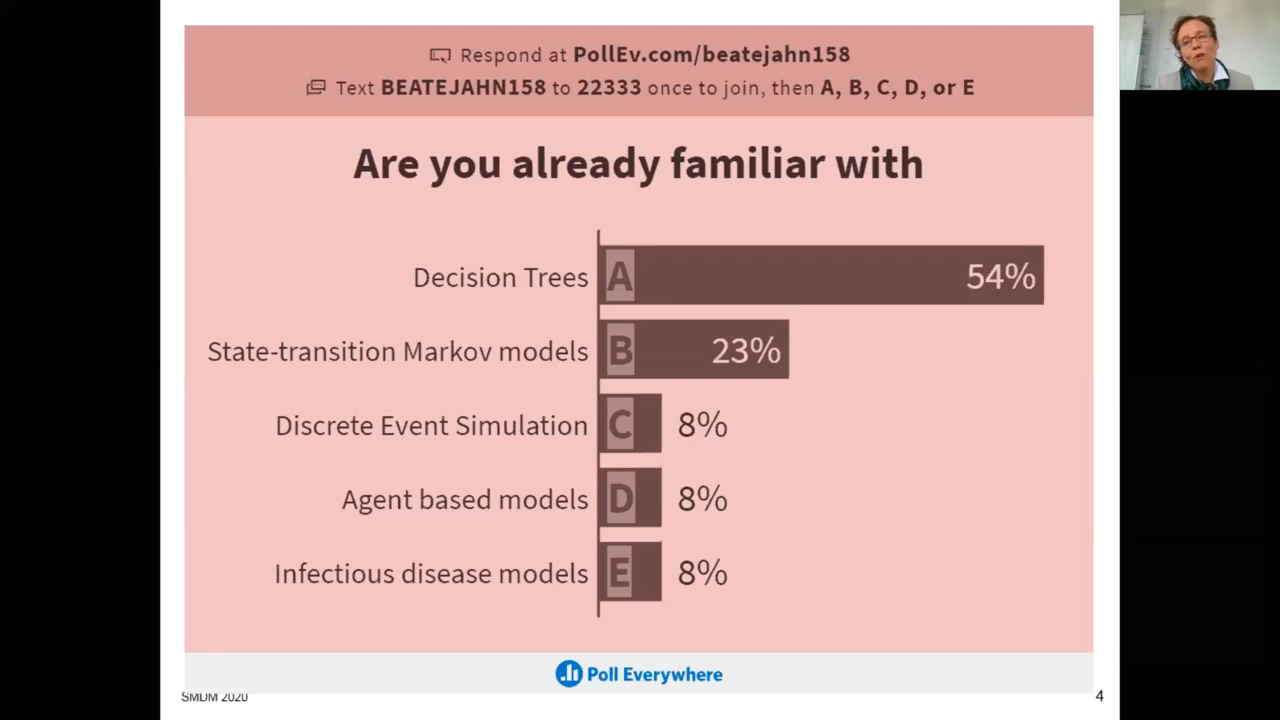 Respond at PollEv.com/beatejahn158
Text BEATEJAHN158 to 22333 once to join, then A, B, C, D, or E
Are you already familiar with
Decision Trees A 54%
State-transition Markov models B 23%
Discrete Event Simulation C 8%
Agent based models D 8%
Infectious disease models E 8%
Poll Everywhere
SMDM 2020
4